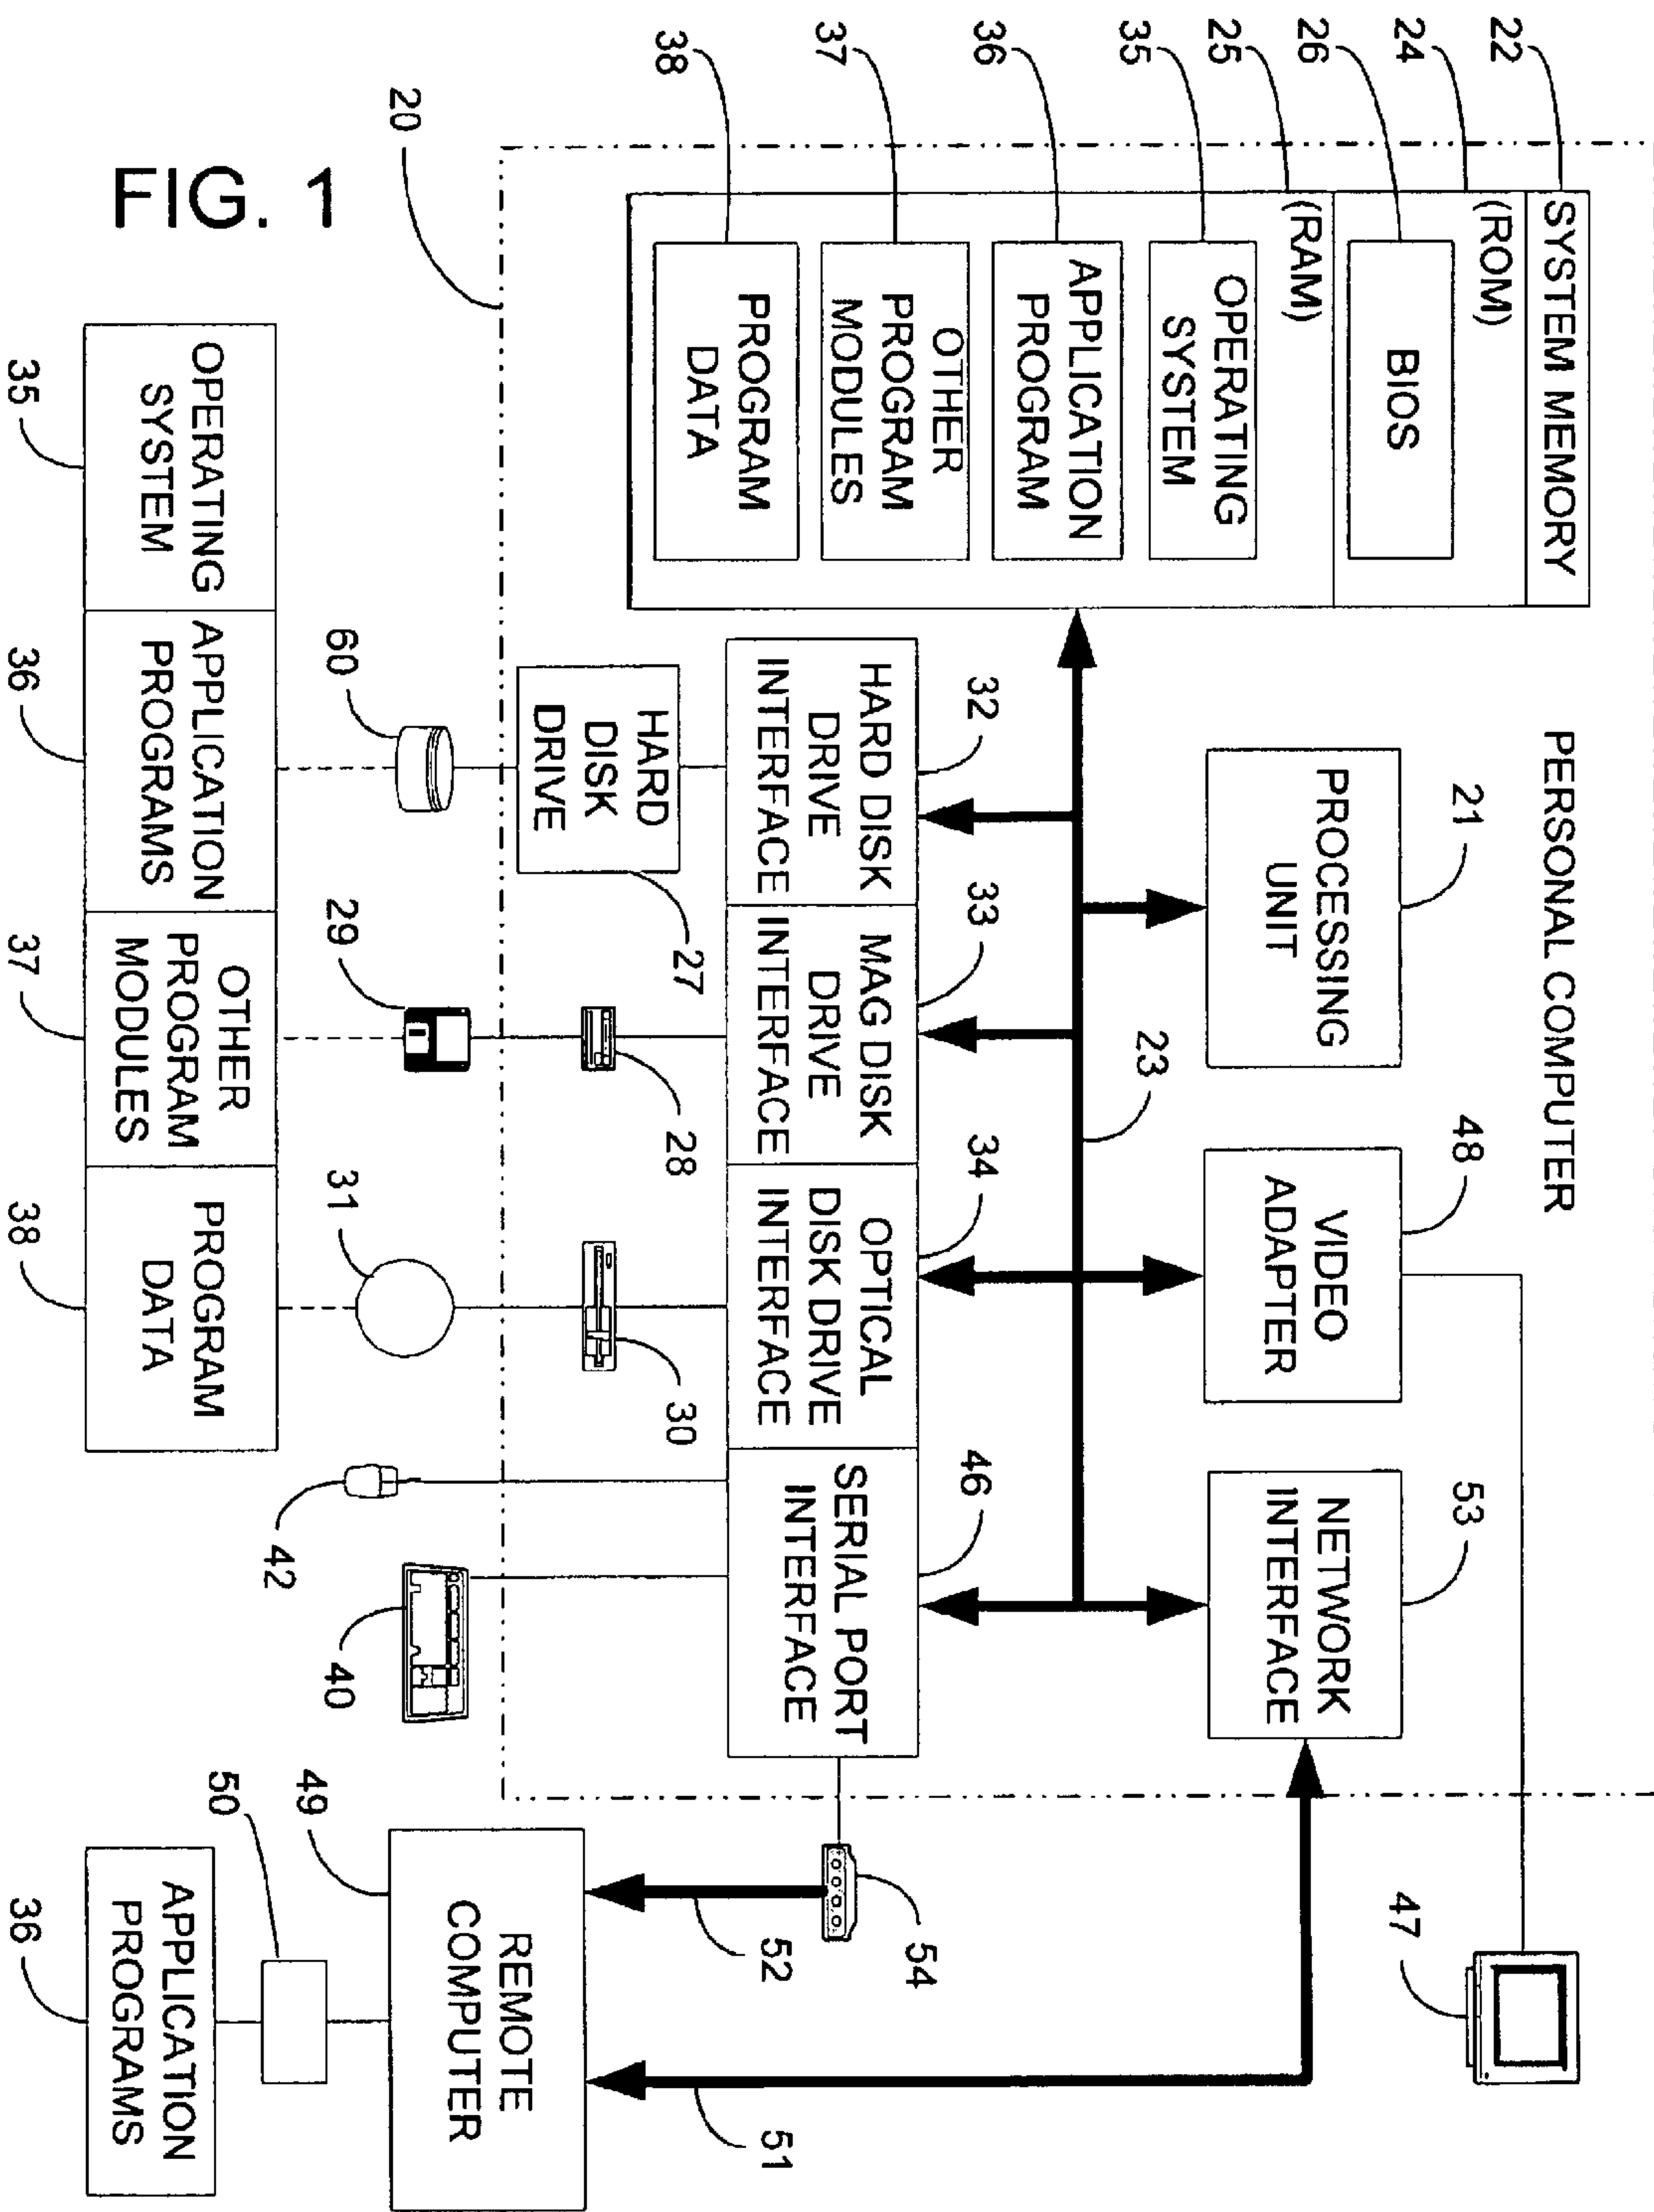 PERSONAL COMPUTER
22
SYSTEM MEMORY
24
(ROM)
26
BIOS
25
(RAM)
35
OPERATING
SYSTEM
36
APPLICATION
PROGRAM
37
OTHER
PROGRAM
MODULES
38
PROGRAM
DATA
20
21
PROCESSING
UNIT
48
VIDEO
ADAPTER
53
NETWORK
INTERFACE
47
23
32
HARD DISK
DRIVE
INTERFACE
33
MAG DISK
DRIVE
INTERFACE
34
OPTICAL
DISK DRIVE
INTERFACE
46
SERIAL PORT
INTERFACE
54
52
51
HARD
DISK
DRIVE
27
28
30
60
29
31
42
40
49
REMOTE
COMPUTER
50
OPERATING
SYSTEM
35
APPLICATION
PROGRAMS
36
OTHER
PROGRAM
MODULES
37
PROGRAM
DATA
38
APPLICATION
PROGRAMS
36
FIG. 1